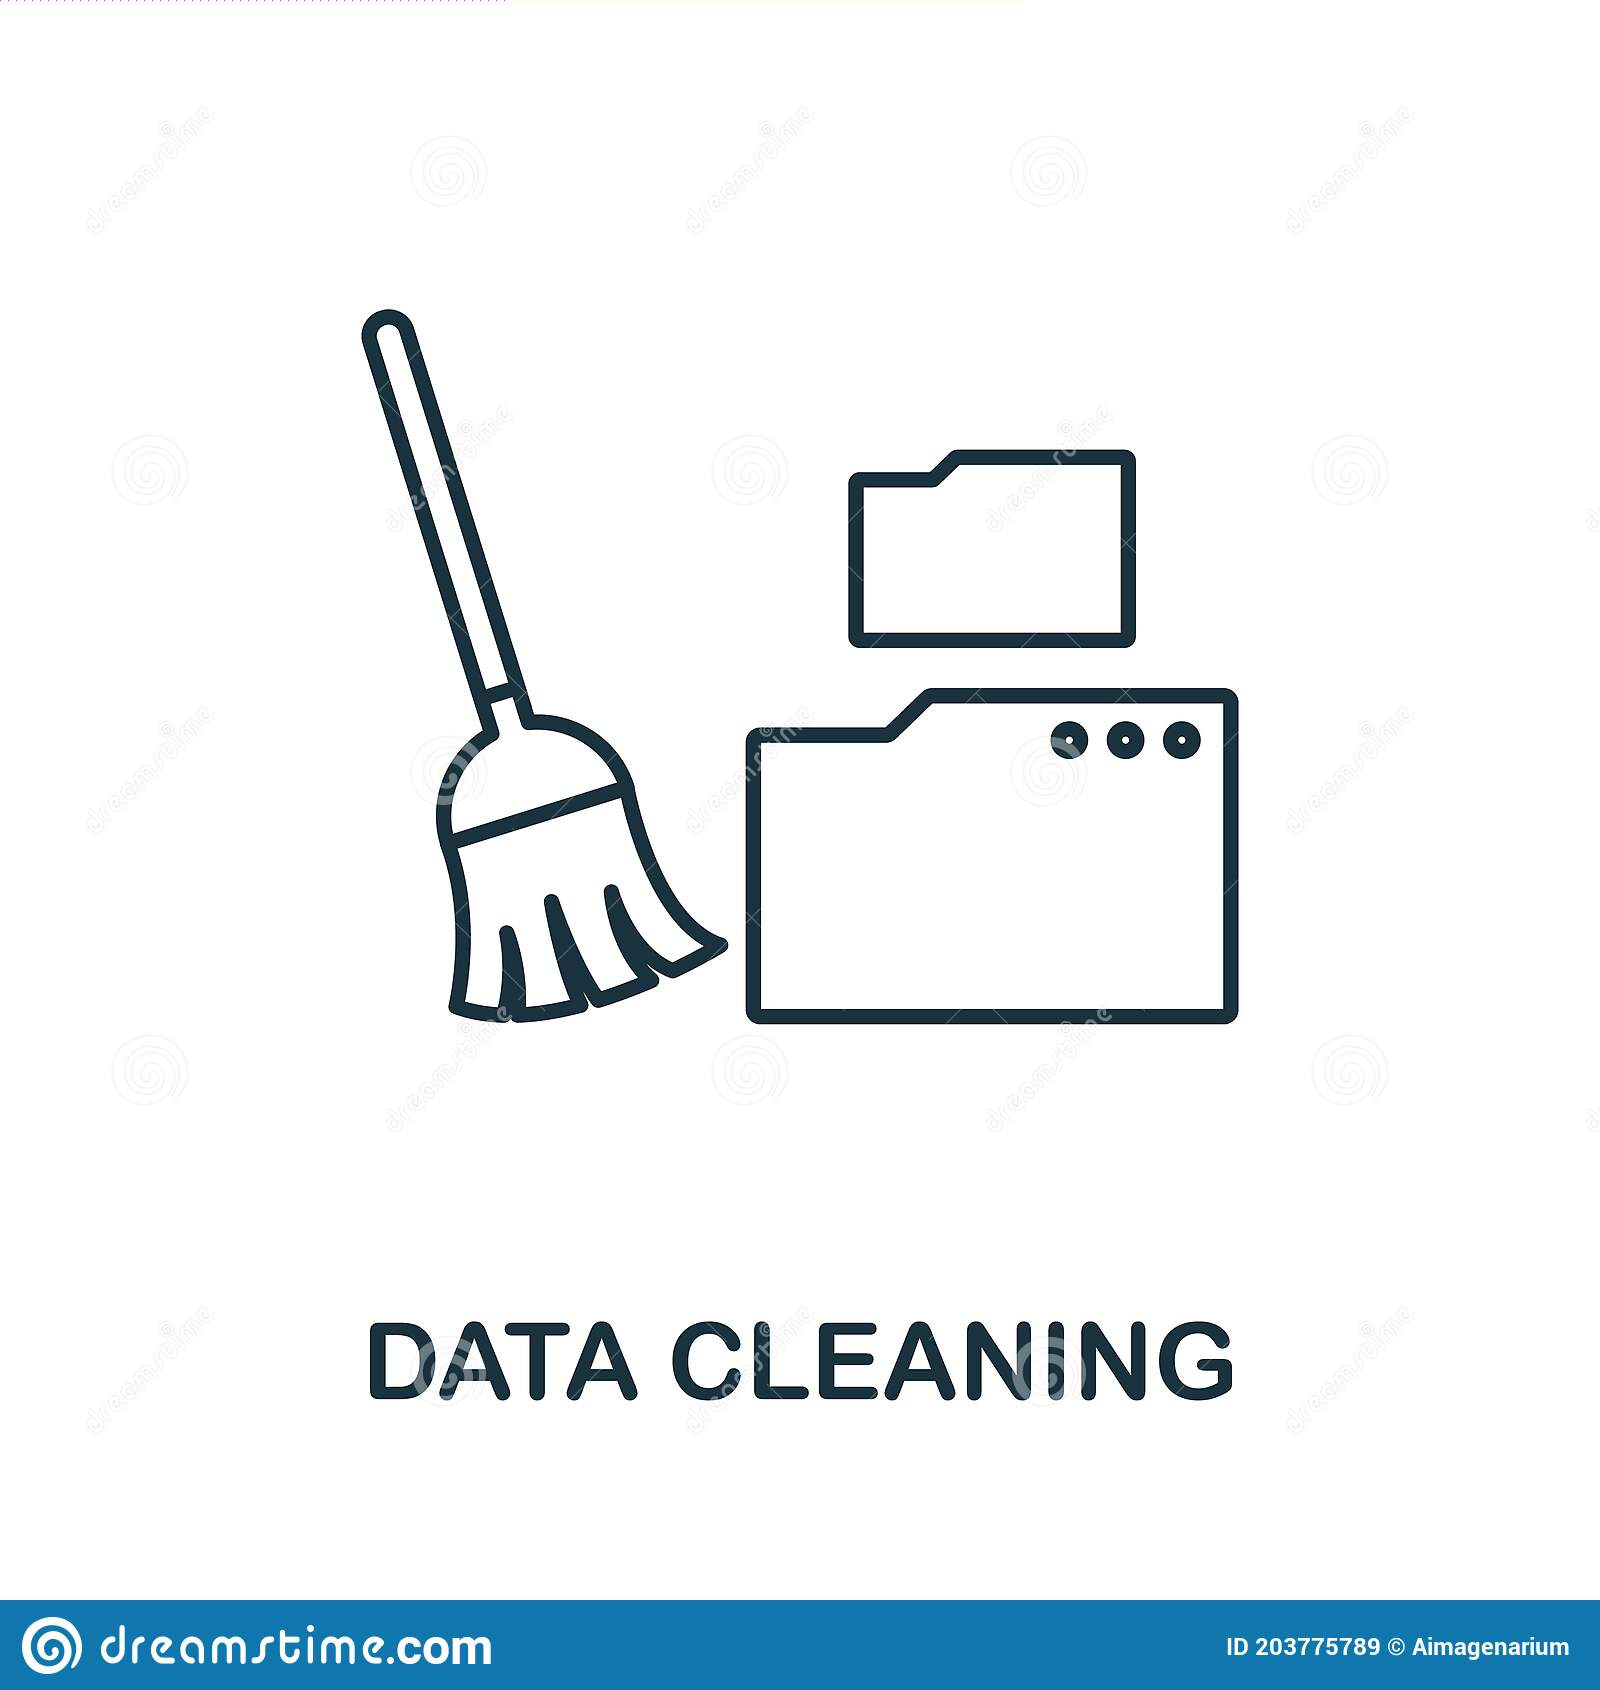 DATA CLEANING
dreamstime.com
ID 203775789 © Aimagenarium